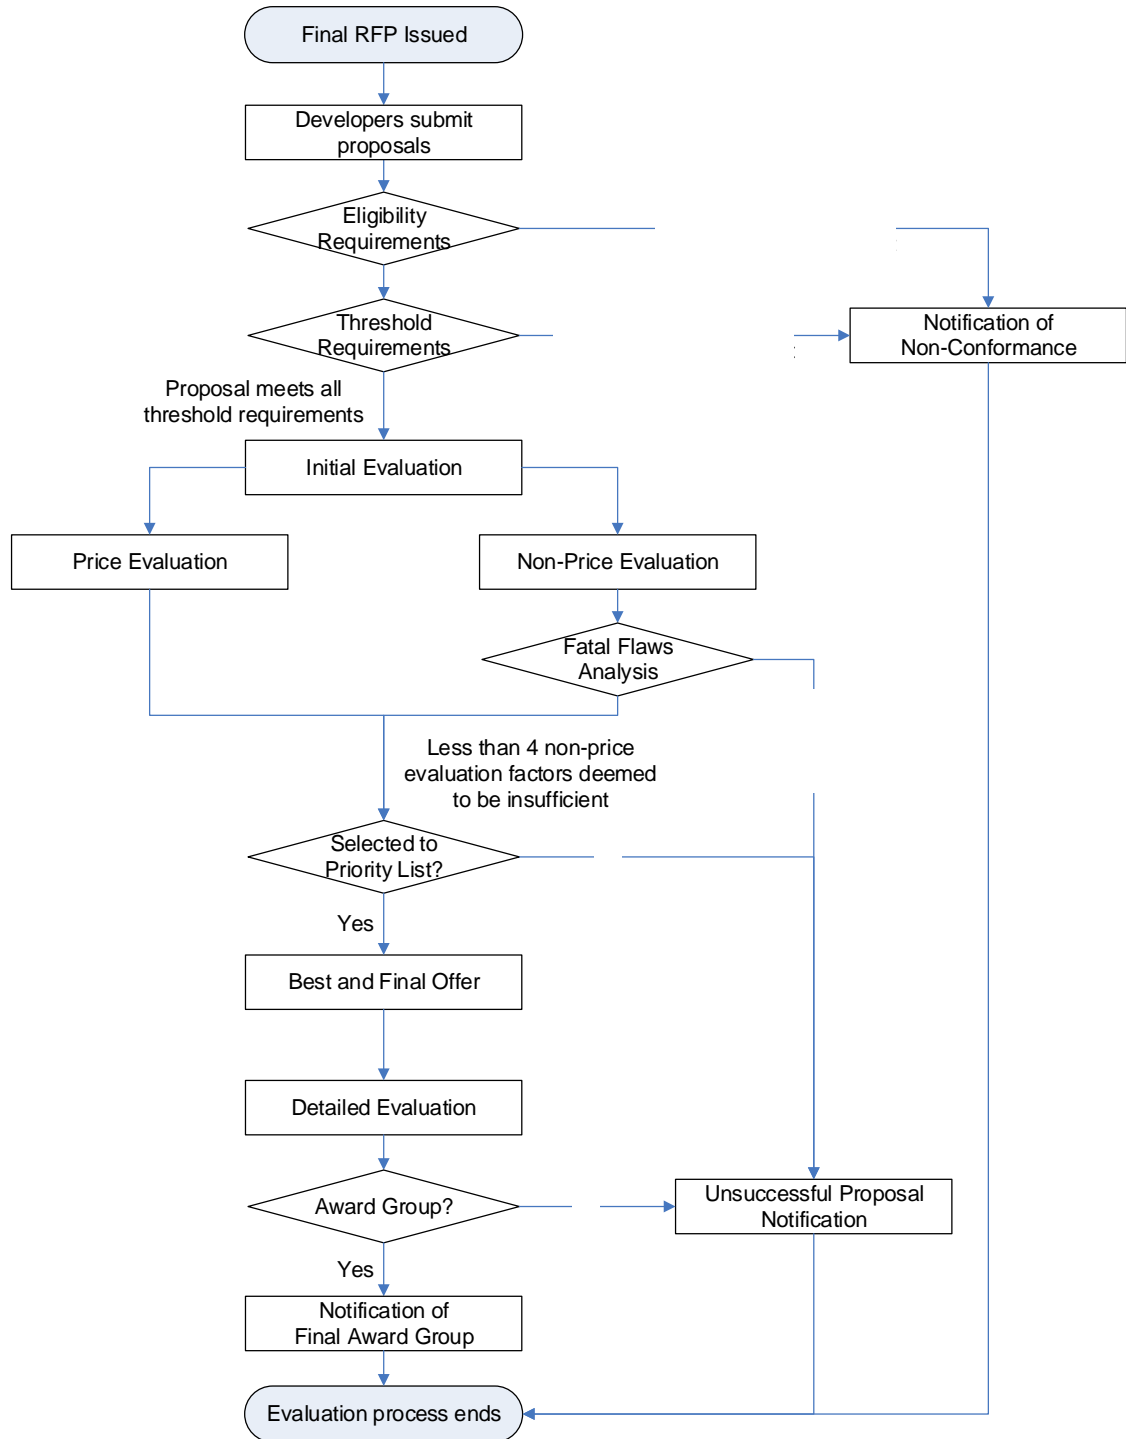 Final RFP Issued
Developers submit
proposals
Eligibility
Requirements
Threshold
Requirements
Notification of
Non-Conformance
Proposal meets all
threshold requirements
Initial Evaluation
Price Evaluation
Non-Price Evaluation
Fatal Flaws
Analysis
Less than 4 non-price
evaluation factors deemed
to be insufficient
Selected to
Priority List?
Yes
Best and Final Offer
Detailed Evaluation
Award Group?
Unsuccessful Proposal
Notification
Yes
Notification of
Final Award Group
Evaluation process ends